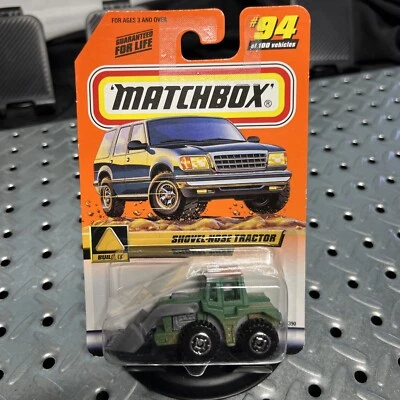 FOR AGES 3 AND OVER
GUARANTEED
FOR LIFE
#94
of 100 vehicles
MATCHBOX®
SHOVEL-NOSE TRACTOR
BUILD IT